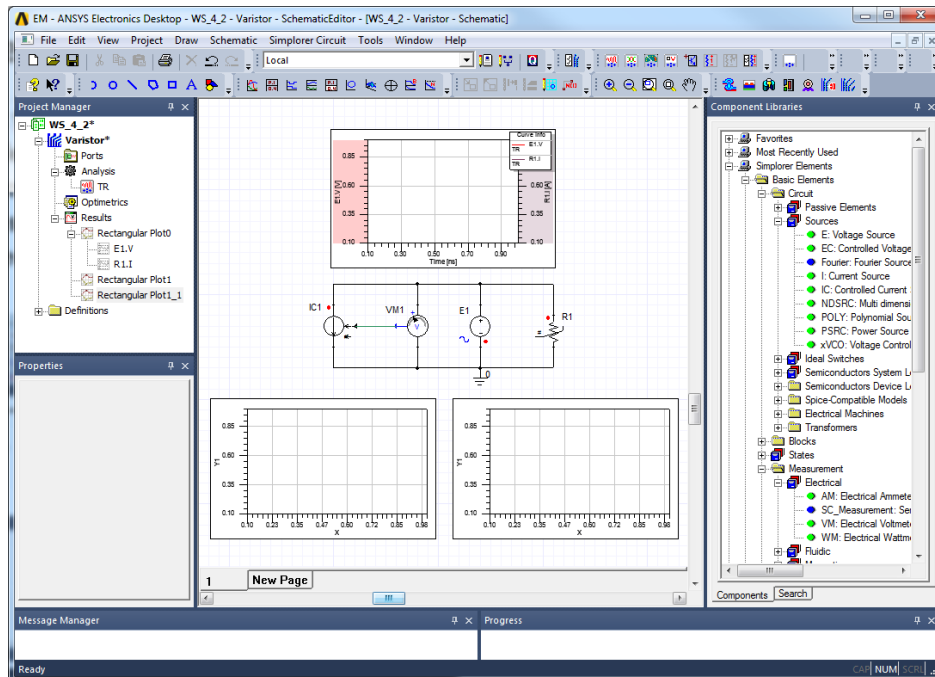 EM - ANSYS Electronics Desktop - WS_4_2 - Varistor - SchematicEditor - [WS_4_2 - Varistor - Schematic]
File Edit View Project Draw Schematic Simplorer Circuit Tools Window Help
Local
Project Manager
WS_4_2*
Varistor*
Ports
Analysis
TR
Optimetrics
Results
Rectangular Plot0
E1.V
R1.I
Rectangular Plot1
Rectangular Plot1_1
Definitions
Properties
Curve Info
E1.V
TR
R1.I
TR
0.85
0.60
0.35
0.10
E1.V [V]
0.60
0.35
0.10
R1.I [A]
0.10 0.30 0.50 0.70 0.90
Time [ns]
IC1
VM1
+
V
E1
+
-
R1
0
0.85
0.60
0.35
0.10
Y1
0.10 0.23 0.35 0.47 0.60 0.72 0.85 0.98
X
0.85
0.60
0.35
0.10
Y1
0.10 0.23 0.35 0.47 0.60 0.72 0.85 0.98
X
1 New Page
Component Libraries
Favorites
Most Recently Used
Simplorer Elements
Basic Elements
Circuit
Passive Elements
Sources
E: Voltage Source
EC: Controlled Voltage
Fourier: Fourier Source
I: Current Source
IC: Controlled Current
NDSRC: Multi dimensi
POLY: Polynomial Sou
PSRC: Power Source
xVCO: Voltage Control
Ideal Switches
Semiconductors System L
Semiconductors Device L
Spice-Compatible Models
Electrical Machines
Transformers
Blocks
States
Measurement
Electrical
AM: Electrical Ammete
SC_Measurement: Se
VM: Electrical Voltmet
WM: Electrical Wattm
Fluidic
Components Search
Message Manager
Progress
Ready
CAP NUM SCRL